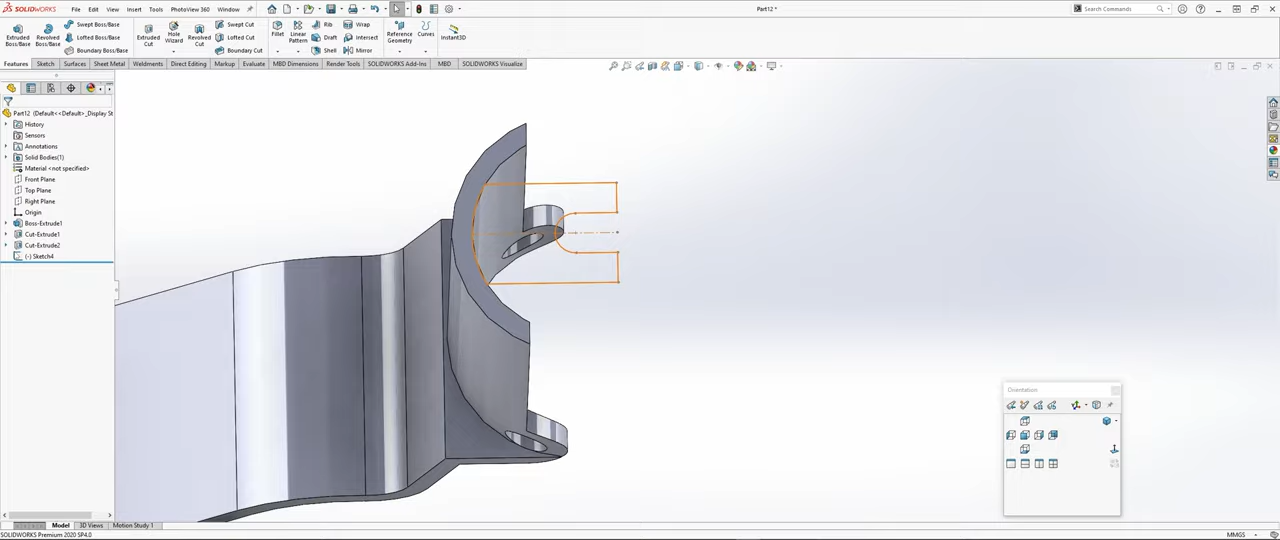 SOLIDWORKS File Edit View Insert Tools PhotoView 360 Window Part12 * Search Commands
Extruded Boss/Base
Revolved Boss/Base
Swept Boss/Base
Lofted Boss/Base
Boundary Boss/Base
Extruded Cut
Hole Wizard
Revolved Cut
Swept Cut
Lofted Cut
Boundary Cut
Fillet
Linear Pattern
Rib
Draft
Shell
Wrap
Intersect
Mirror
Reference Geometry
Curves
Instant3D
Features Sketch Surfaces Sheet Metal Weldments Direct Editing Markup Evaluate MBD Dimensions Render Tools SOLIDWORKS Add-Ins MBD SOLIDWORKS Visualize
Part12 (Default<<Default>_Display St
History
Sensors
Annotations
Solid Bodies(1)
Material <not specified>
Front Plane
Top Plane
Right Plane
Origin
Boss-Extrude1
Cut-Extrude1
Cut-Extrude2
(-) Sketch4
Orientation
Model 3D Views Motion Study 1
SOLIDWORKS Premium 2020 SP4.0 MMGS